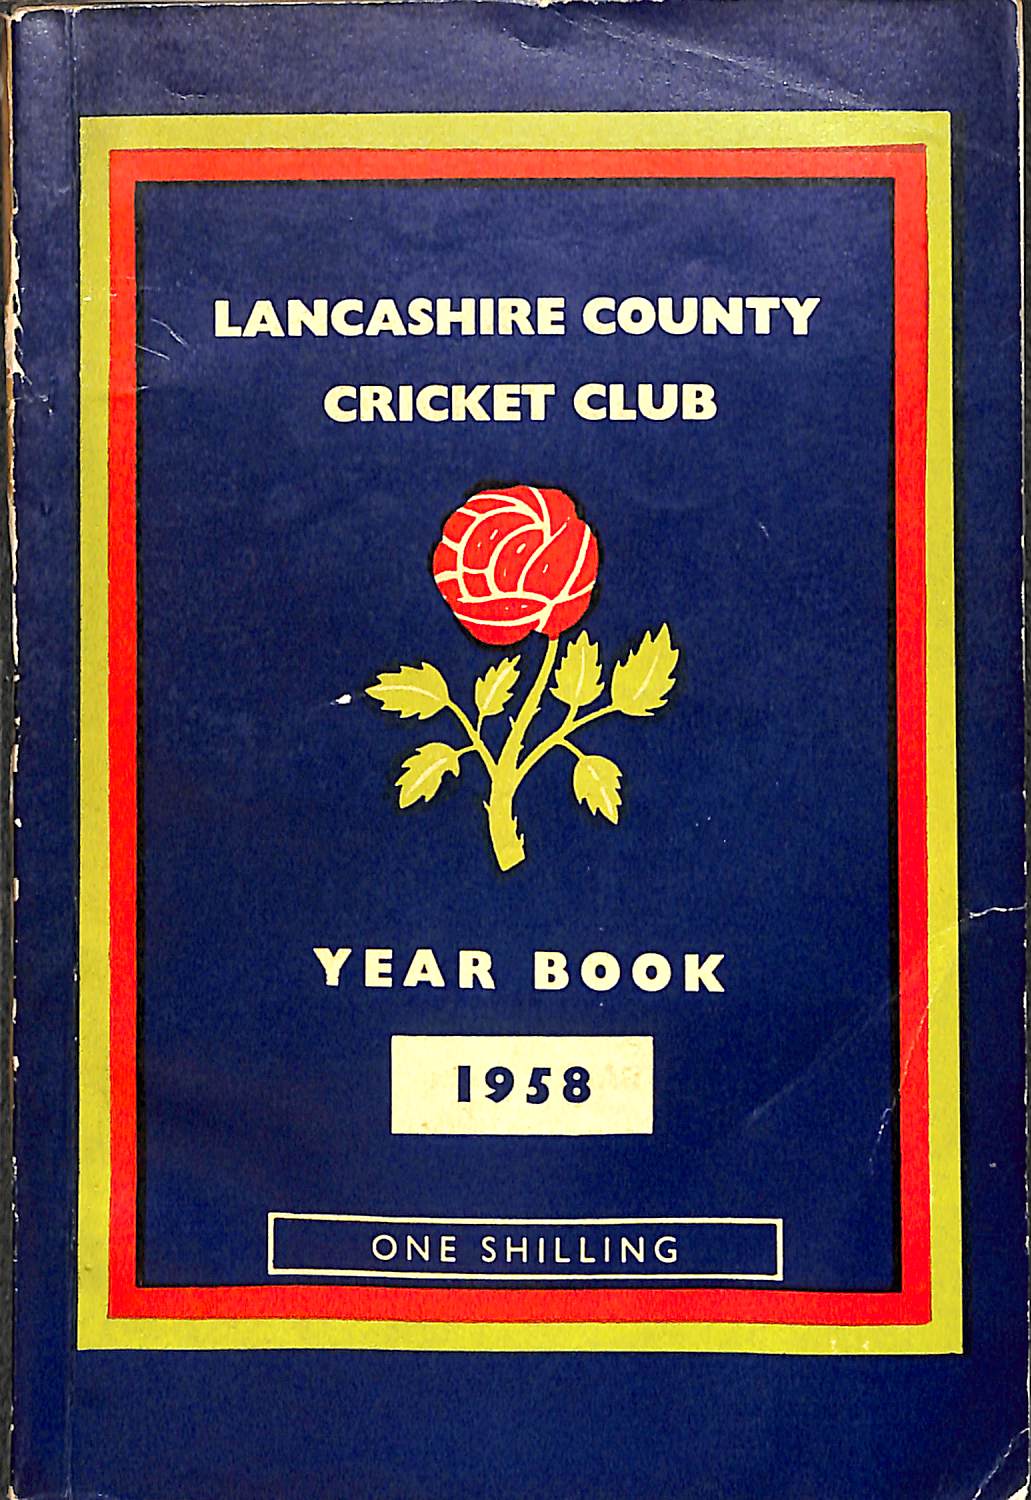 LANCASHIRE COUNTY
CRICKET CLUB
YEAR BOOK
1958
ONE SHILLING